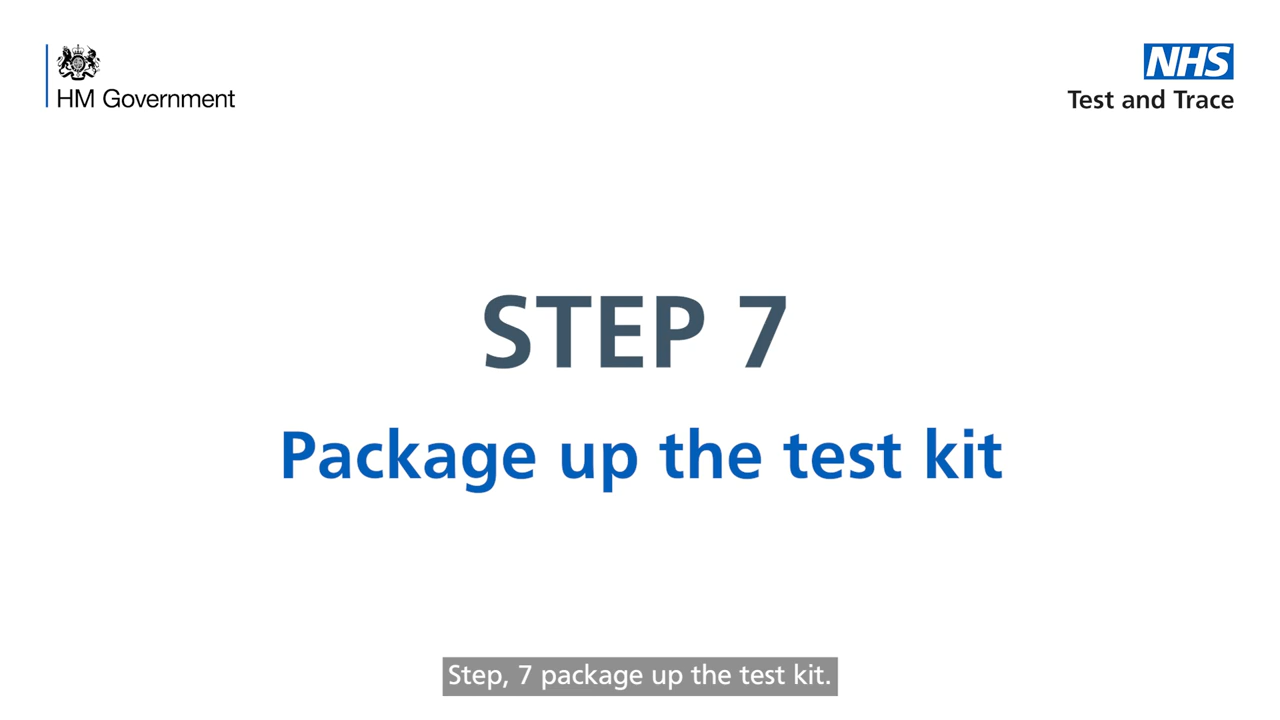 HM Government
NHS
Test and Trace
STEP 7
Package up the test kit
Step, 7 package up the test kit.